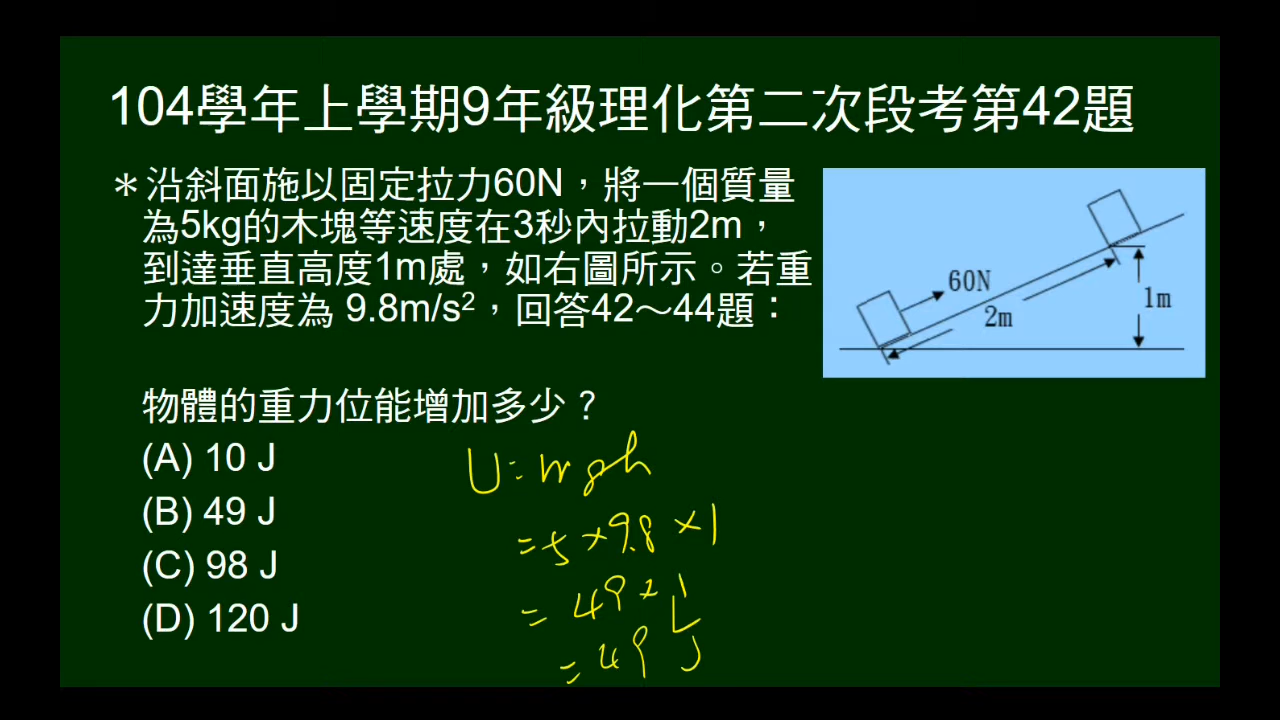 104學年上學期9年級理化第二次段考第42題
＊沿斜面施以固定拉力60N，將一個質量
為5kg的木塊等速度在3秒內拉動2m，
到達垂直高度1m處，如右圖所示。若重
力加速度為 9.8m/s²，回答42～44題：
60N
2m
1m
物體的重力位能增加多少？
(A) 10 J
(B) 49 J
(C) 98 J
(D) 120 J
U=mgh
=5×9.8×1
=49×1
=49 J